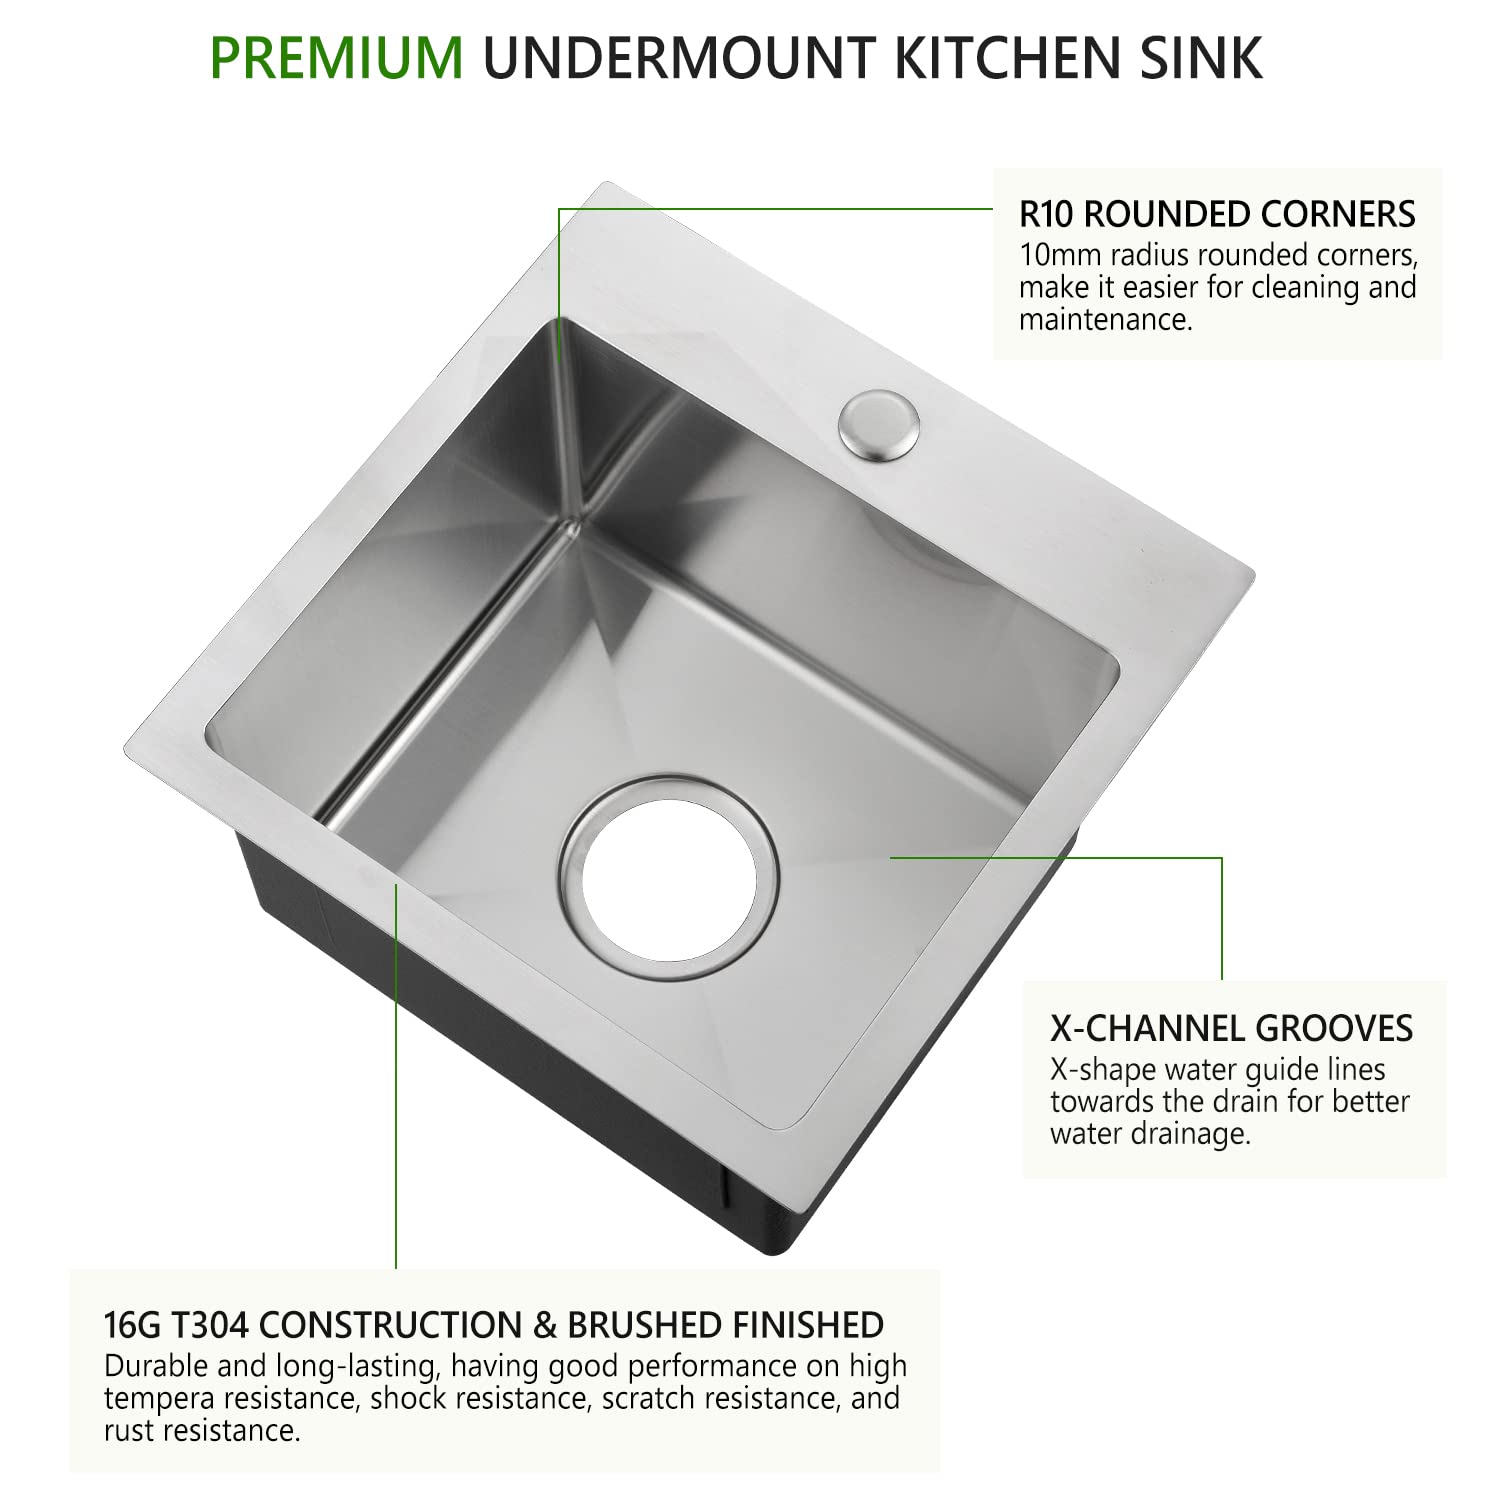 PREMIUM UNDERMOUNT KITCHEN SINK
R10 ROUNDED CORNERS
10mm radius rounded corners,
make it easier for cleaning and
maintenance.
X-CHANNEL GROOVES
X-shape water guide lines
towards the drain for better
water drainage.
16G T304 CONSTRUCTION & BRUSHED FINISHED
Durable and long-lasting, having good performance on high
tempera resistance, shock resistance, scratch resistance, and
rust resistance.